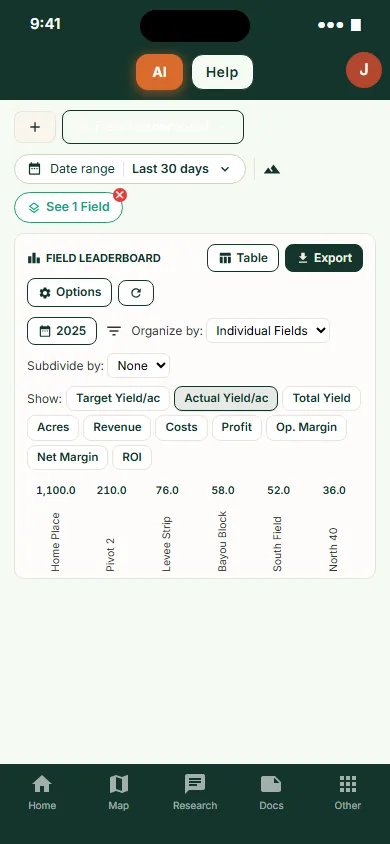 9:41
AI
Help
J
+
Date range
Last 30 days
See 1 Field
FIELD LEADERBOARD
Table
Export
Options
2025
Organize by:
Individual Fields
Subdivide by:
None
Show:
Target Yield/ac
Actual Yield/ac
Total Yield
Acres
Revenue
Costs
Profit
Op. Margin
Net Margin
ROI
1,100.0
210.0
76.0
58.0
52.0
36.0
Home Place
Pivot 2
Levee Strip
Bayou Block
South Field
North 40
Home
Map
Research
Docs
Other